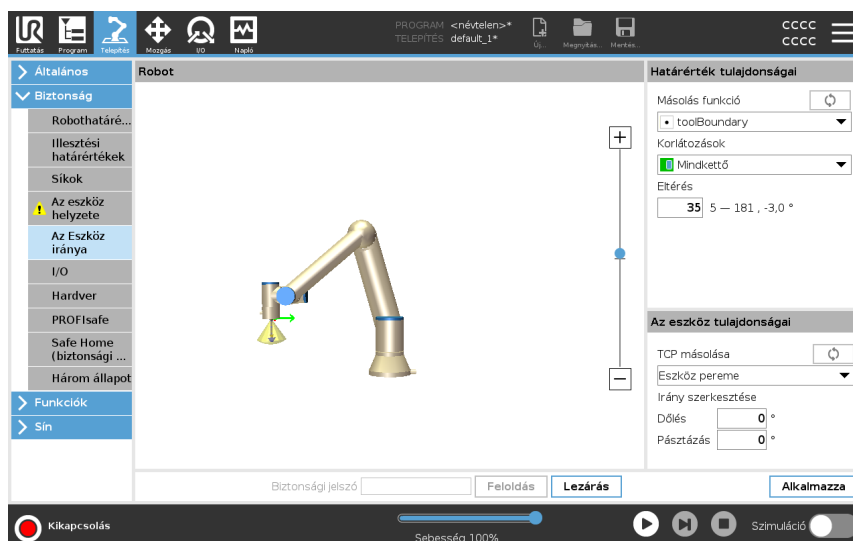 UR
PROGRAM <névtelen>*
TELEPÍTÉS default_1*
Futtatás
Program
Telepítés
Mozgás
I/O
Napló
Új...
Megnyitás...
Mentés...
CCCC
CCCC
Általános
Biztonság
Robothatáré...
Illesztési
határértékek
Síkok
Az eszköz
helyzete
Az Eszköz
iránya
I/O
Hardver
PROFIsafe
Safe Home
(biztonsági ...
Három állapot
Funkciók
Sín
Robot
Határérték tulajdonságai
Másolás funkció
toolBoundary
Korlátozások
Mindkettő
Eltérés
35 5 — 181 , -3,0 °
Az eszköz tulajdonságai
TCP másolása
Eszköz pereme
Irány szerkesztése
Dőlés 0 °
Pásztázás 0 °
Biztonsági jelszó
Feloldás
Lezárás
Alkalmazza
Kikapcsolás
Sebesség 100%
Szimuláció